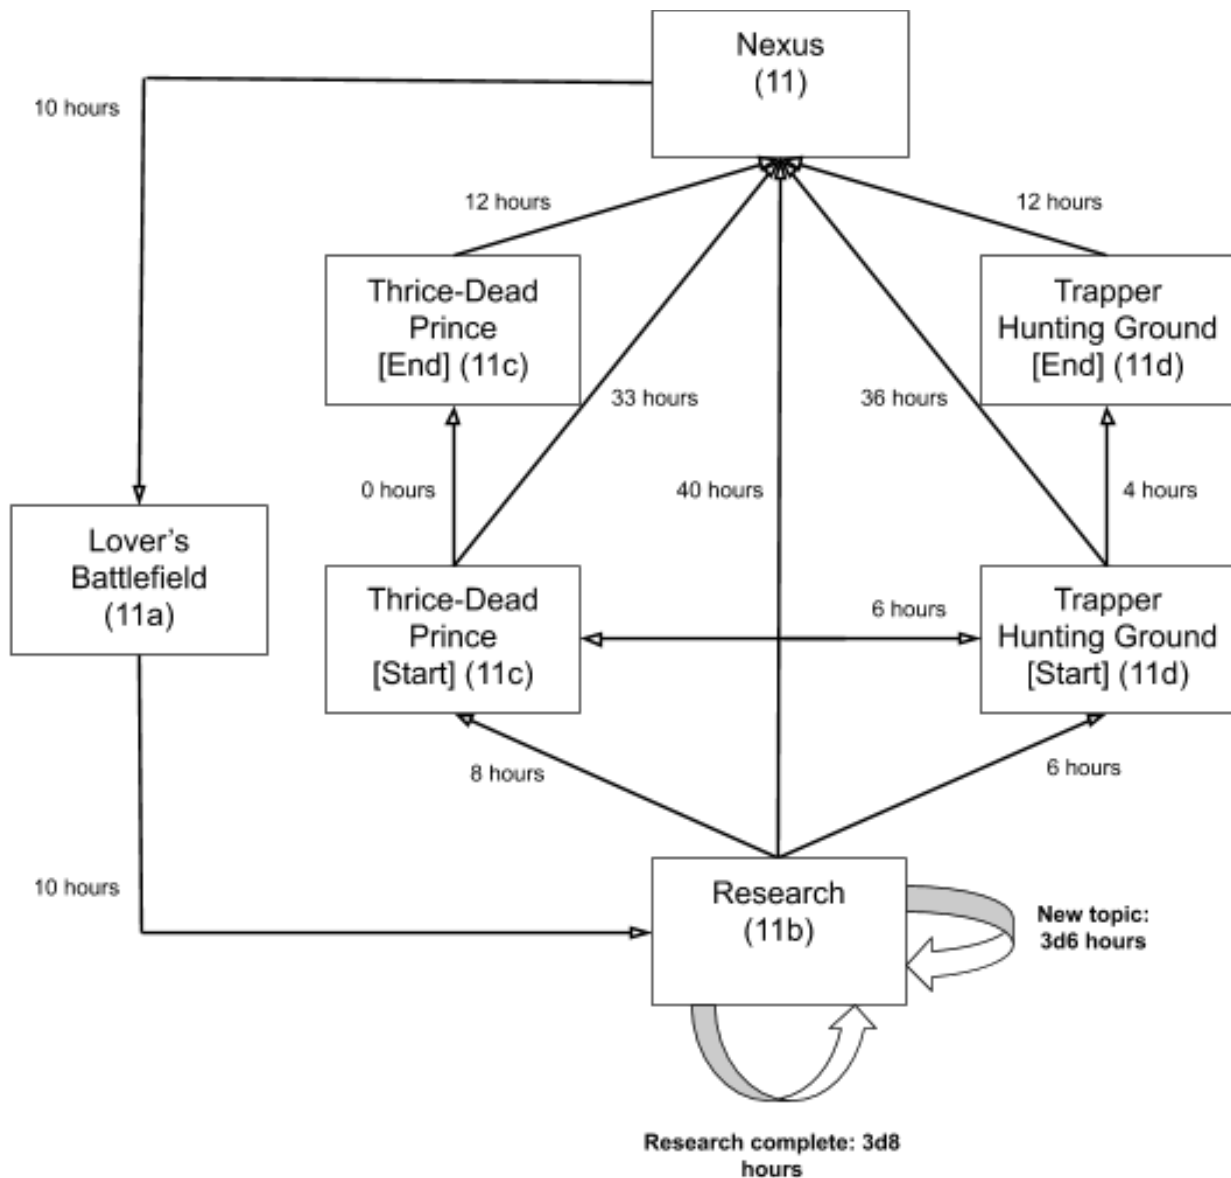 Nexus
(11)
10 hours
12 hours
12 hours
Thrice-Dead
Prince
[End] (11c)
Trapper
Hunting Ground
[End] (11d)
33 hours
36 hours
0 hours
40 hours
4 hours
Lover's
Battlefield
(11a)
Thrice-Dead
Prince
[Start] (11c)
6 hours
Trapper
Hunting Ground
[Start] (11d)
8 hours
6 hours
10 hours
Research
(11b)
New topic:
3d6 hours
Research complete: 3d8
hours